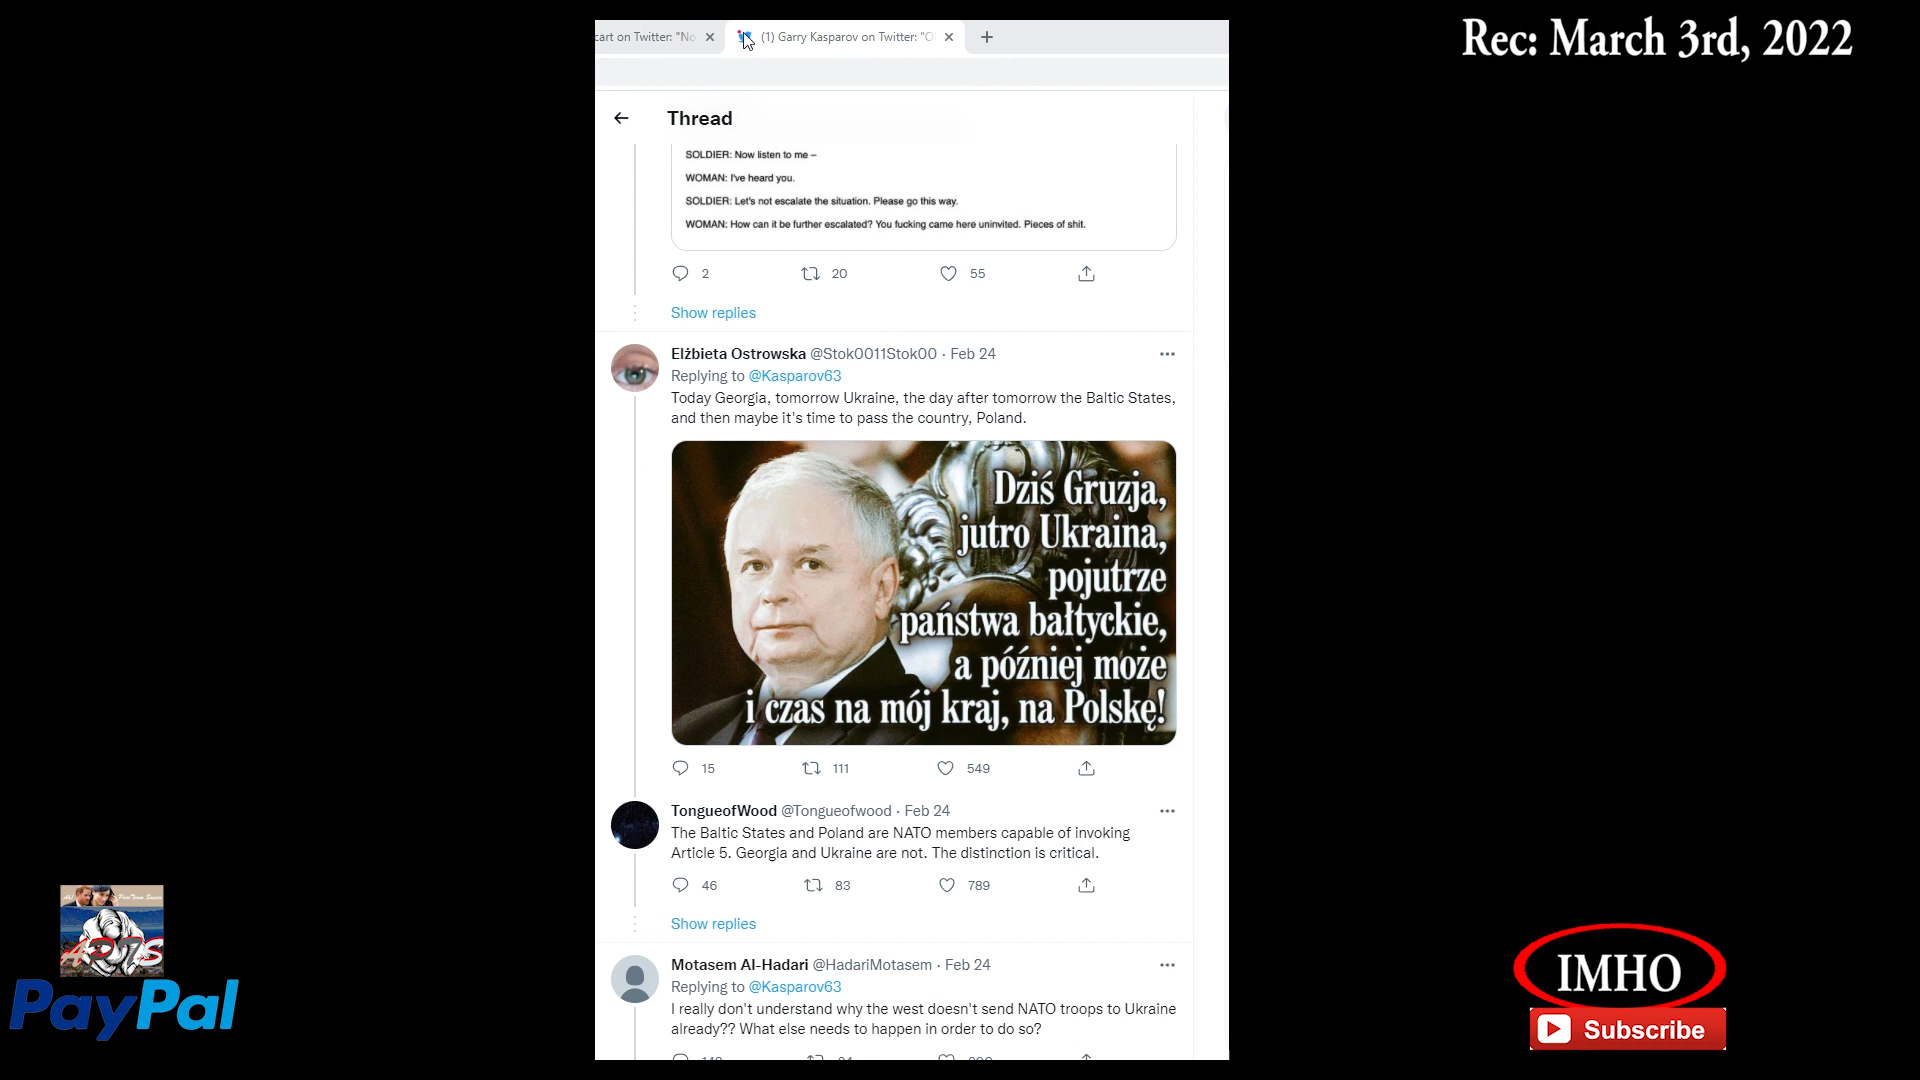 cart on Twitter: "No
(1) Garry Kasparov on Twitter: "O
Rec: March 3rd, 2022
Thread
SOLDIER: Now listen to me –
WOMAN: I've heard you.
SOLDIER: Let's not escalate the situation. Please go this way.
WOMAN: How can it be further escalated? You fucking came here uninvited. Pieces of shit.
2 20 55
Show replies
Elżbieta Ostrowska @Stok0011Stok00 · Feb 24
Replying to @Kasparov63
Today Georgia, tomorrow Ukraine, the day after tomorrow the Baltic States,
and then maybe it's time to pass the country, Poland.
Dziś Gruzja,
jutro Ukraina,
pojutrze
państwa bałtyckie,
a później może
i czas na mój kraj, na Polskę!
15 111 549
TongueofWood @Tongueofwood · Feb 24
The Baltic States and Poland are NATO members capable of invoking
Article 5. Georgia and Ukraine are not. The distinction is critical.
46 83 789
Show replies
Motasem Al-Hadari @HadariMotasem · Feb 24
Replying to @Kasparov63
I really don't understand why the west doesn't send NATO troops to Ukraine
already?? What else needs to happen in order to do so?
PayPal
IMHO
Subscribe